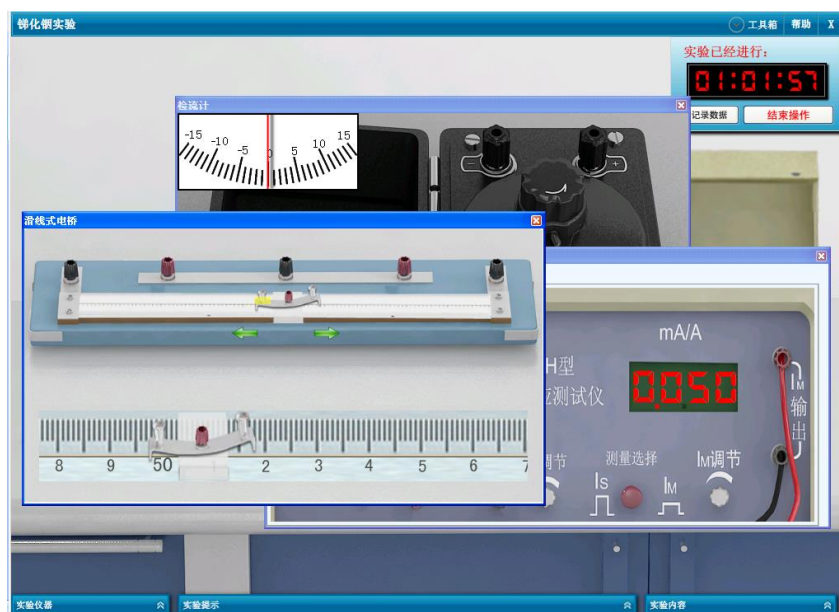 锑化铟实验
工具箱 帮助 X
实验已经进行：
01:01:57
记录数据 结束操作
检流计
-15 -10 -5 0 5 10 15
- +
滑线式电桥
8 9 50 2 3 4 5 6 7
mA/A
H型
应测试仪
0.050
IM
输
出
调节 测量选择 IM调节
IS IM
实验仪器 实验提示 实验内容